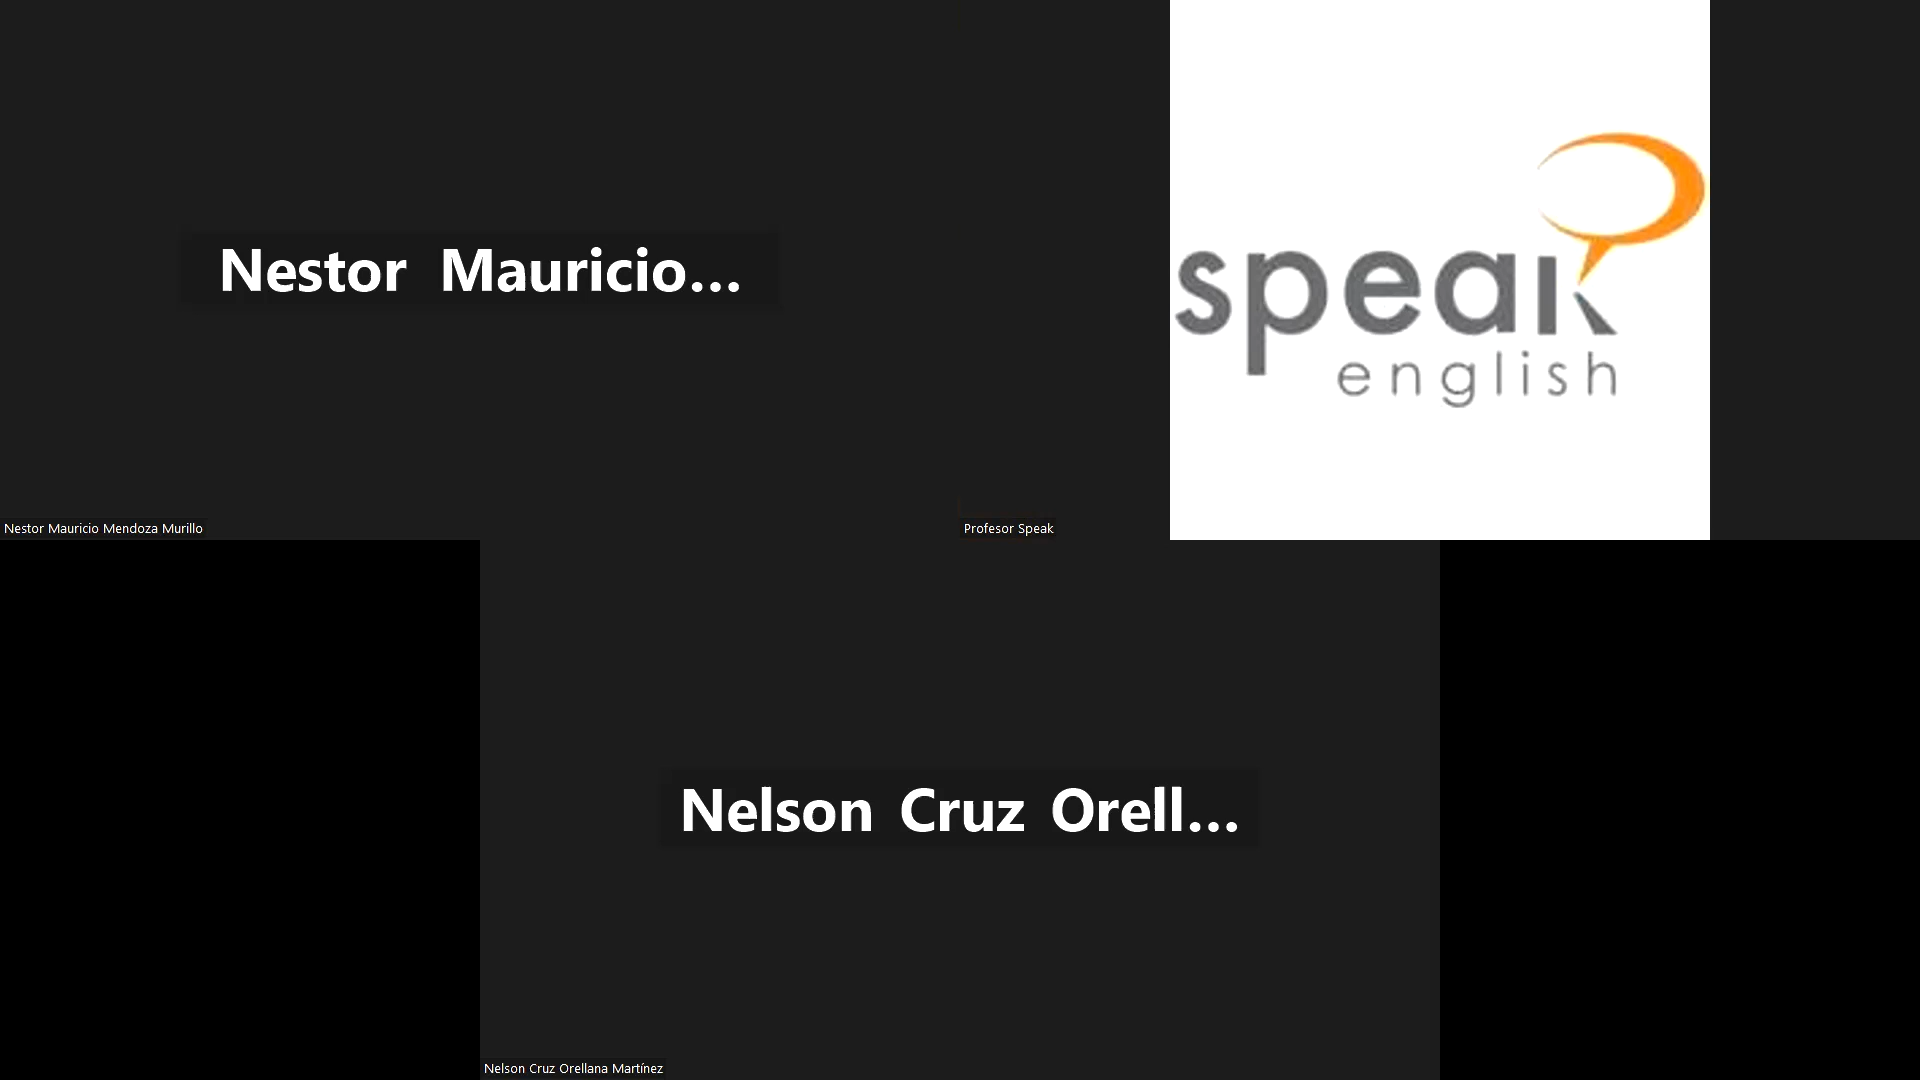 Nestor Mauricio...
speak
english
Nestor Mauricio Mendoza Murillo
Profesor Speak
Nelson Cruz Orell...
Nelson Cruz Orellana Martínez